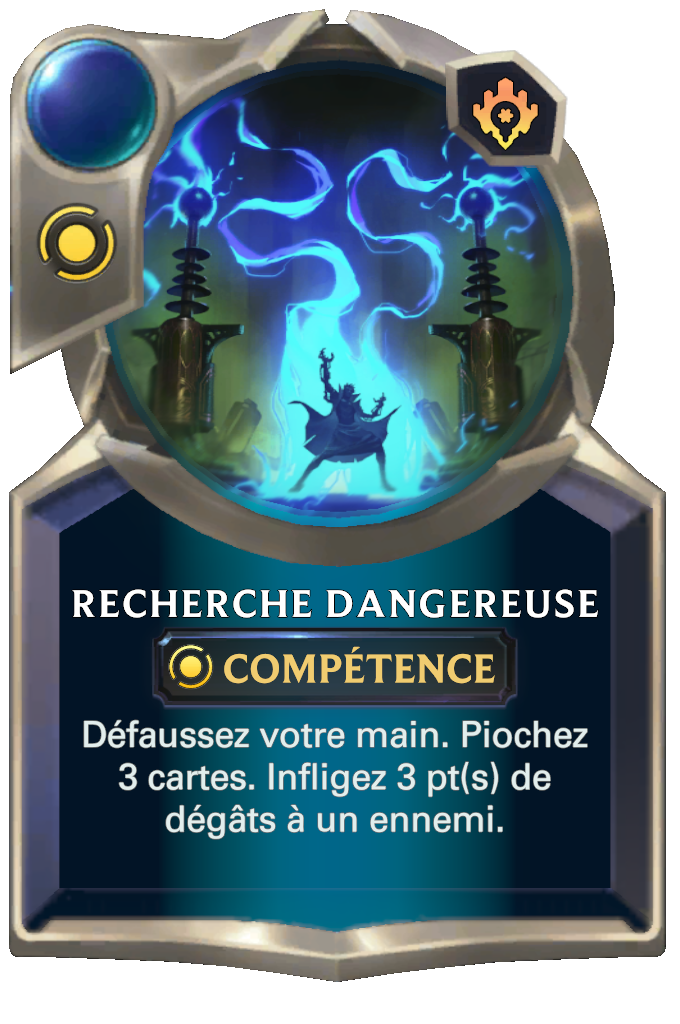 RECHERCHE DANGEREUSE
COMPÉTENCE
Défaussez votre main. Piochez
3 cartes. Infligez 3 pt(s) de
dégâts à un ennemi.